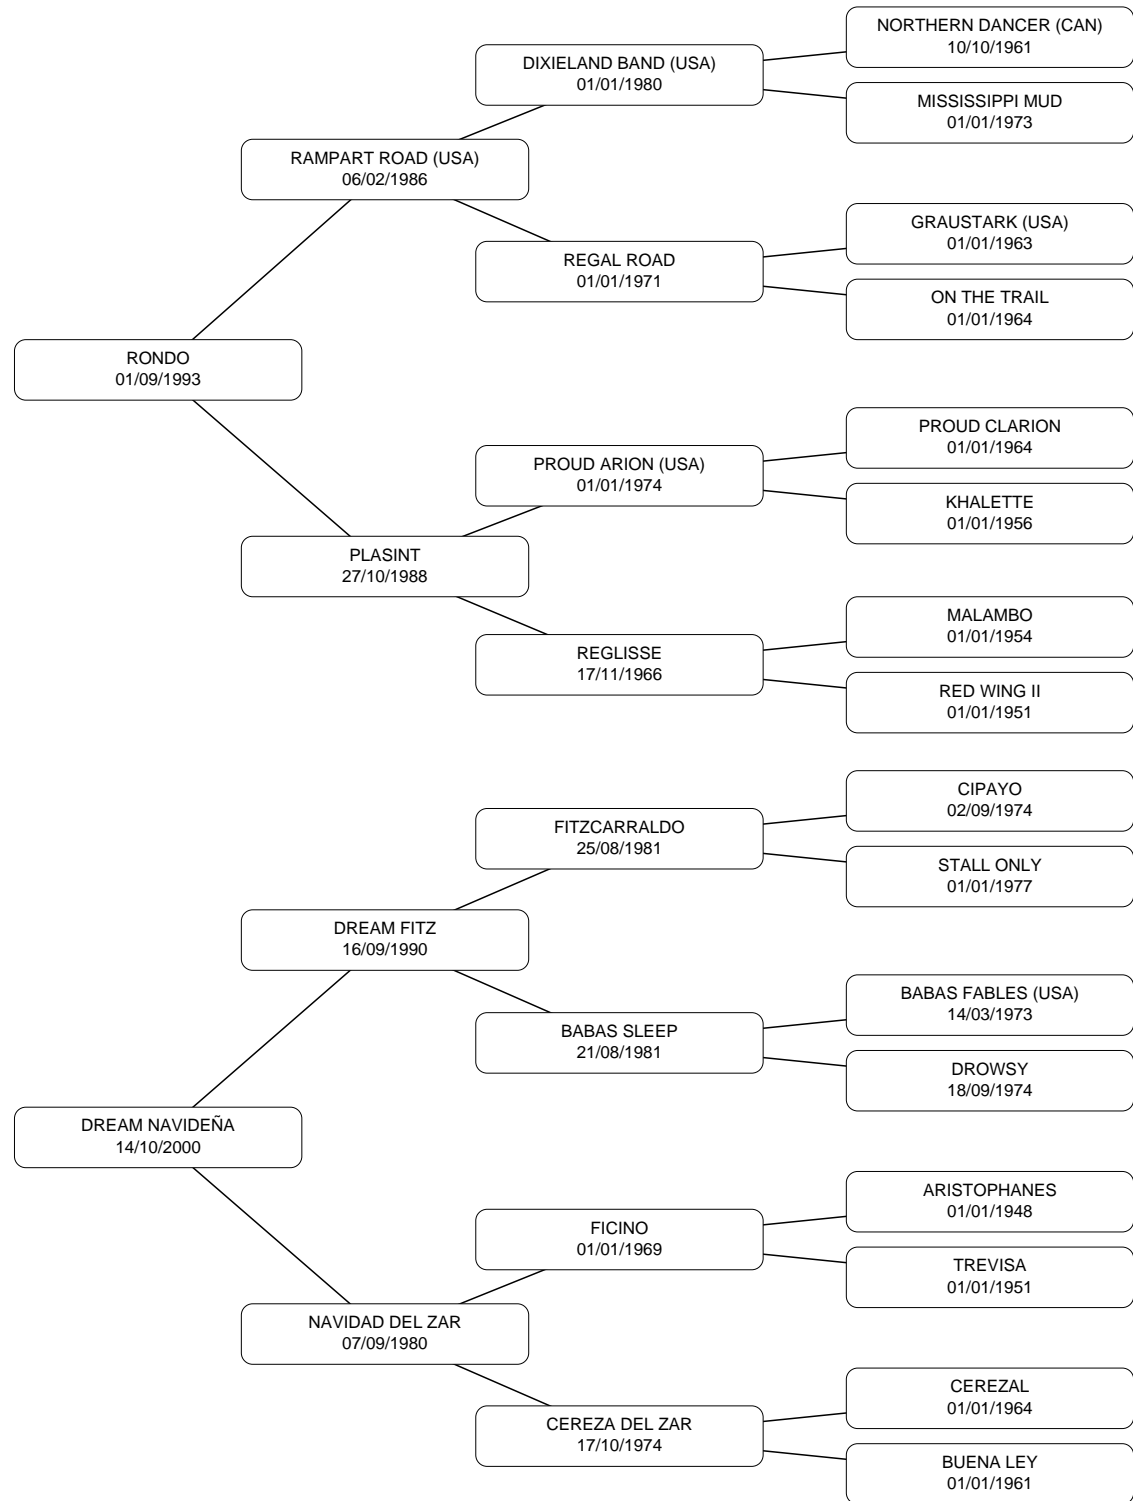 NORTHERN DANCER (CAN)
10/10/1961
DIXIELAND BAND (USA)
01/01/1980
MISSISSIPPI MUD
01/01/1973
RAMPART ROAD (USA)
06/02/1986
GRAUSTARK (USA)
01/01/1963
REGAL ROAD
01/01/1971
ON THE TRAIL
01/01/1964
RONDO
01/09/1993
PROUD CLARION
01/01/1964
PROUD ARION (USA)
01/01/1974
KHALETTE
01/01/1956
PLASINT
27/10/1988
MALAMBO
01/01/1954
REGLISSE
17/11/1966
RED WING II
01/01/1951
CIPAYO
02/09/1974
FITZCARRALDO
25/08/1981
STALL ONLY
01/01/1977
DREAM FITZ
16/09/1990
BABAS FABLES (USA)
14/03/1973
BABAS SLEEP
21/08/1981
DROWSY
18/09/1974
DREAM NAVIDEÑA
14/10/2000
ARISTOPHANES
01/01/1948
FICINO
01/01/1969
TREVISA
01/01/1951
NAVIDAD DEL ZAR
07/09/1980
CEREZAL
01/01/1964
CEREZA DEL ZAR
17/10/1974
BUENA LEY
01/01/1961